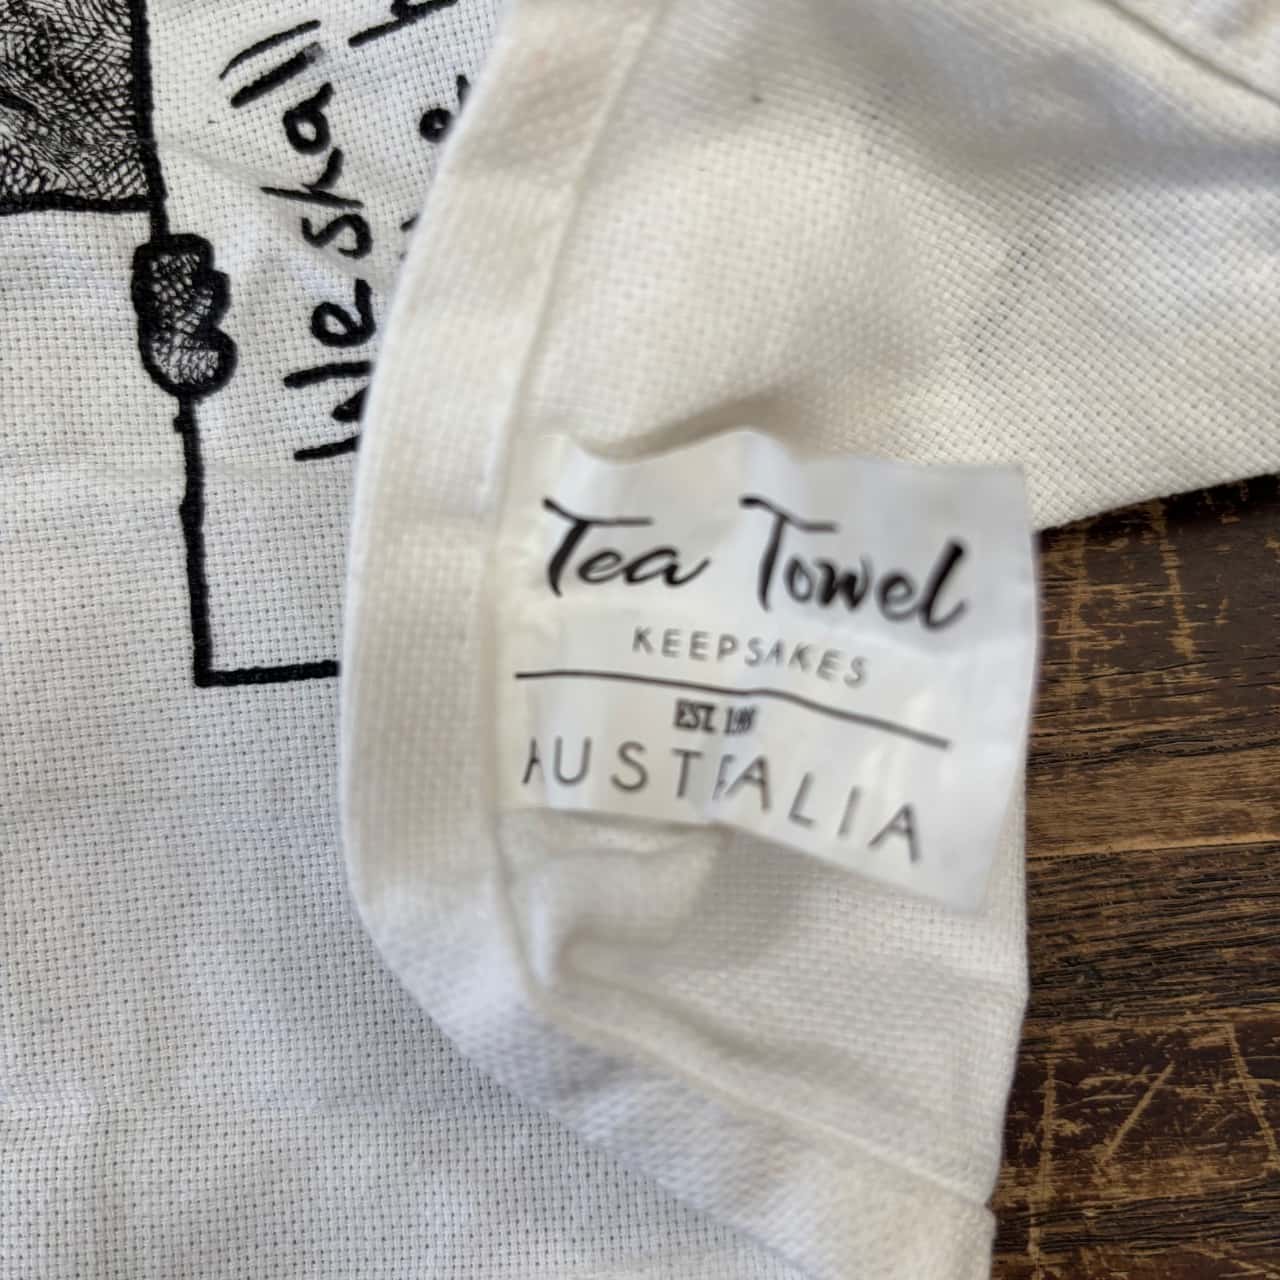 We shall
Tea Towel
KEEPSAKES
EST.
AUSTRALIA